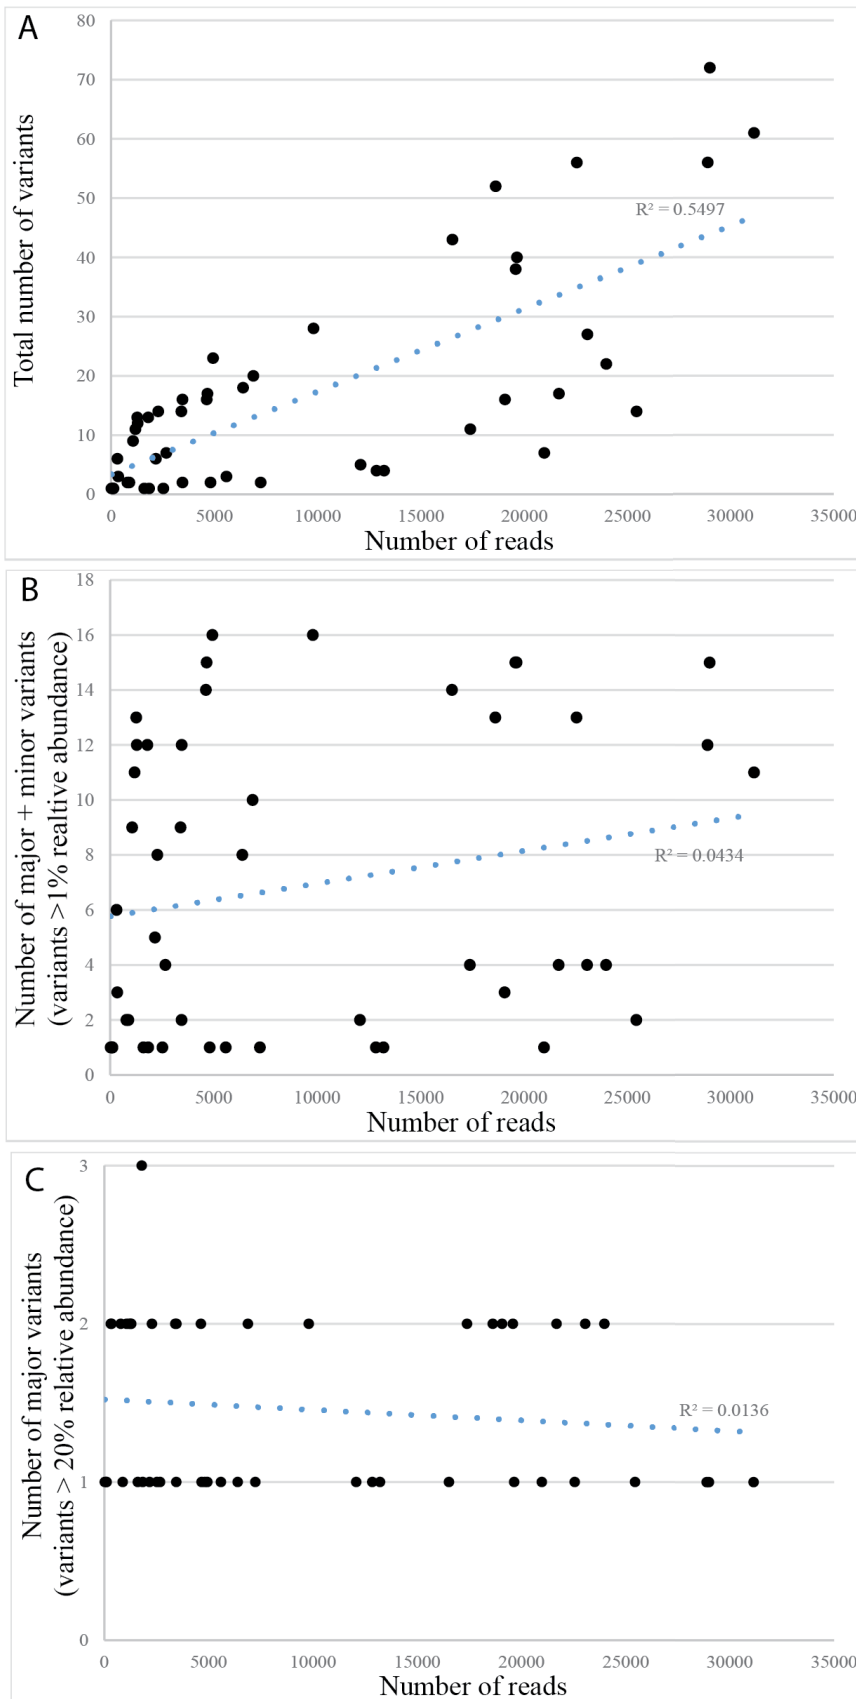 A
80
70
60
50
40
30
20
10
0
Total number of variants
R² = 0.5497
0 5000 10000 15000 20000 25000 30000 35000
Number of reads
B
18
16
14
12
10
8
6
4
2
0
Number of major + minor variants
(variants >1% realtive abundance)
R² = 0.0434
0 5000 10000 15000 20000 25000 30000 35000
Number of reads
C
3
2
1
0
Number of major variants
(variants > 20% relative abundance)
R² = 0.0136
0 5000 10000 15000 20000 25000 30000 35000
Number of reads